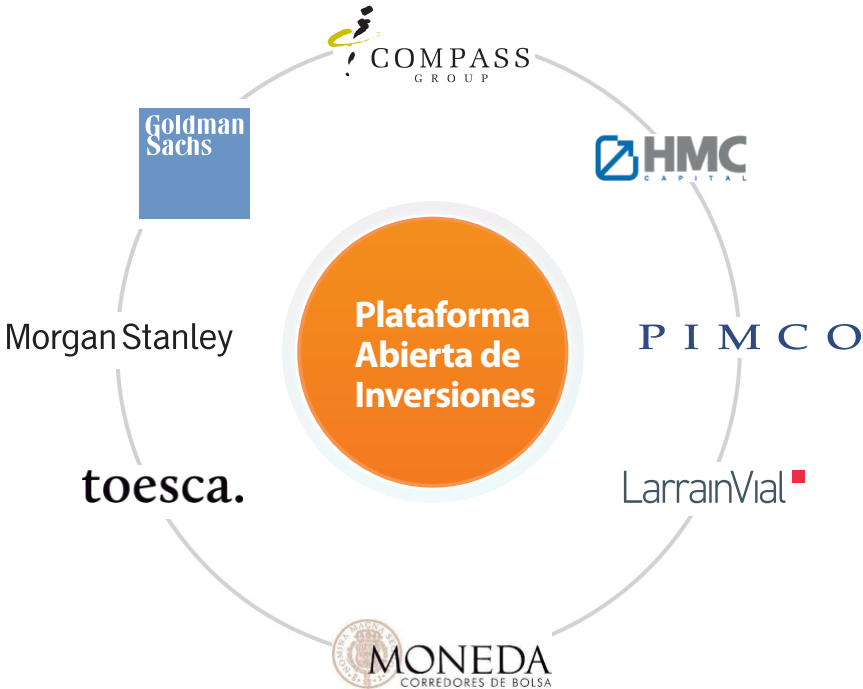 COMPASS
GROUP
Goldman
Sachs
HMC
CAPITAL
Plataforma
Abierta de
Inversiones
Morgan Stanley
PIMCO
toesca.
LarrainVial
MONEDA
CORREDORES DE BOLSA